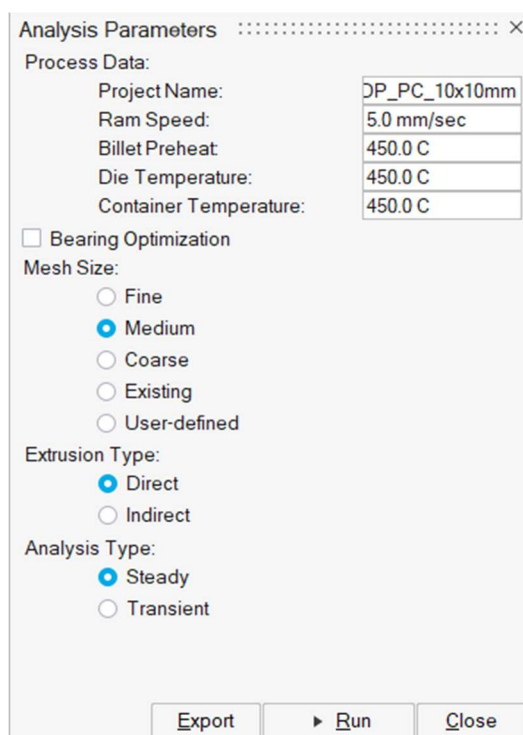 Analysis Parameters
Process Data:
Project Name: DP_PC_10x10mm
Ram Speed: 5.0 mm/sec
Billet Preheat: 450.0 C
Die Temperature: 450.0 C
Container Temperature: 450.0 C
Bearing Optimization
Mesh Size:
Fine
Medium
Coarse
Existing
User-defined
Extrusion Type:
Direct
Indirect
Analysis Type:
Steady
Transient
Export Run Close